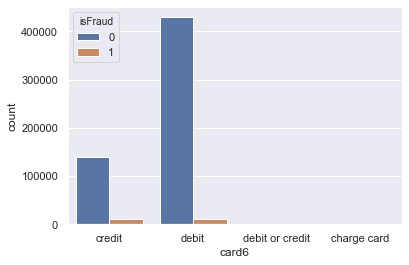 isFraud
0
1
400000
300000
200000
100000
0
count
credit
debit
debit or credit
charge card
card6